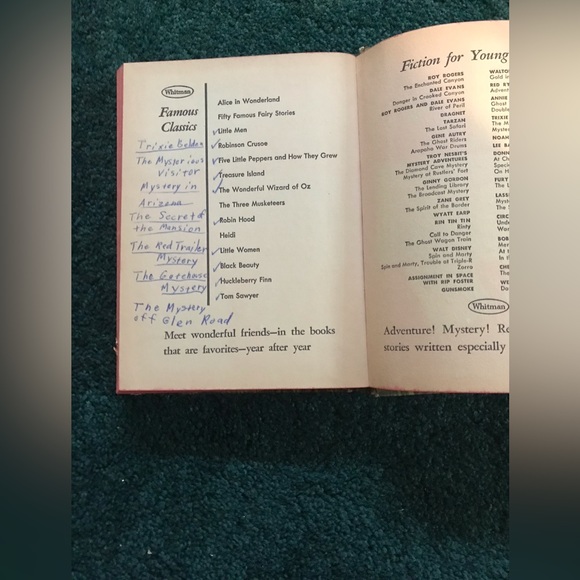 Whitman
Famous
Classics
Trixie Belden
The Mysterious
Visitor
Mystery in
Arizona
The Secret of
the Mansion
The Red Trailer
Mystery
The Gatehouse
Mystery
The Mystery
off Glen Road
Alice in Wonderland
Fifty Famous Fairy Stories
Little Men
Robinson Crusoe
Five Little Peppers and How They Grew
Treasure Island
The Wonderful Wizard of Oz
The Three Musketeers
Robin Hood
Heidi
Little Women
Black Beauty
Huckleberry Finn
Tom Sawyer
Meet wonderful friends—in the books
that are favorites—year after year
Fiction for Young
ROY ROGERS
The Enchanted Canyon
DALE EVANS
Danger in Crooked Canyon
ROY ROGERS AND DALE EVANS
River of Peril
DRAGNET
TARZAN
The Lost Safari
GENE AUTRY
The Ghost Riders
Arapaho War Drums
TROY NESBIT'S
MYSTERY ADVENTURES
The Diamond Cave Mystery
Mystery at Rustlers' Fort
GINNY GORDON
The Lending Library
The Broadcast Mystery
ZANE GREY
The Spirit of the Border
WYATT EARP
RIN TIN TIN
Rinty
Call to Danger
The Ghost Wagon Train
WALT DISNEY
Spin and Marty
Spin and Marty, Trouble at Triple-R
Zorro
ASSIGNMENT IN SPACE
WITH RIP FOSTER
GUNSMOKE
Whitman
Adventure! Mystery!
stories written especially